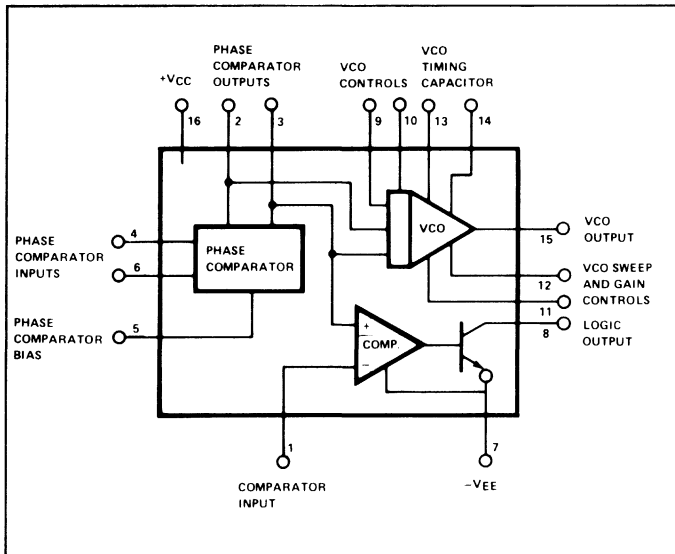 PHASE
COMPARATOR
OUTPUTS
VCO
CONTROLS
VCO
TIMING
CAPACITOR
+VCC
16
2
3
9
10
13
14
4
PHASE
COMPARATOR
INPUTS
6
PHASE
COMPARATOR
VCO
15
VCO
OUTPUT
12
VCO SWEEP
AND GAIN
CONTROLS
11
8
LOGIC
OUTPUT
5
PHASE
COMPARATOR
BIAS
+
COMP.
−
1
COMPARATOR
INPUT
7
−VEE